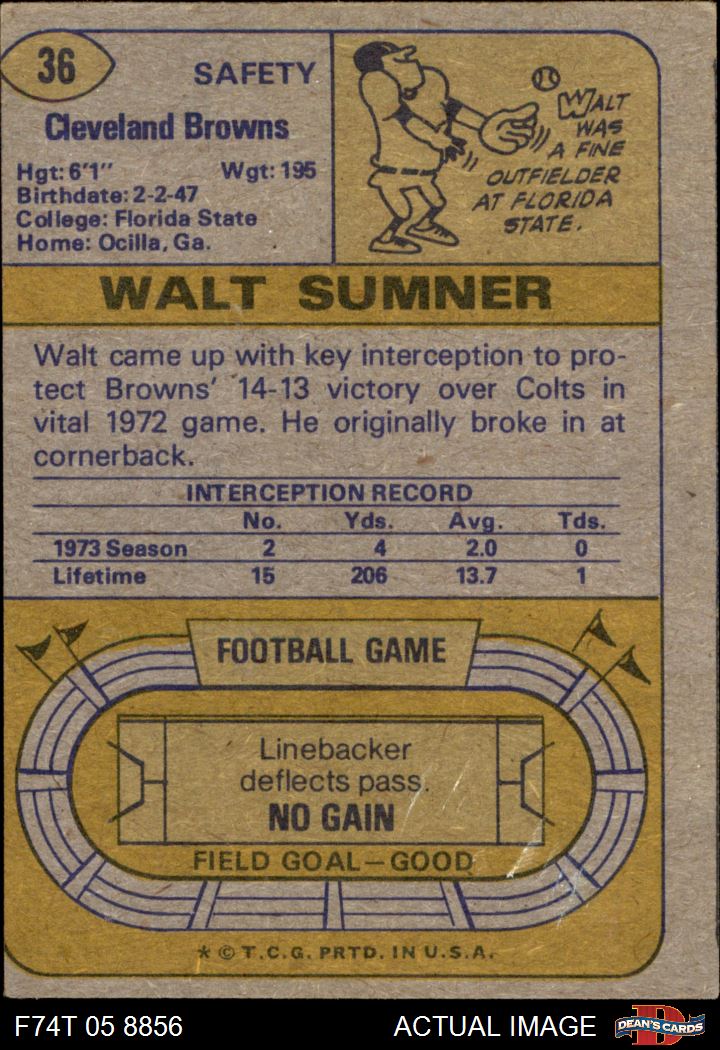 36
SAFETY
Cleveland Browns
Hgt: 6'1" Wgt: 195
Birthdate: 2-2-47
College: Florida State
Home: Ocilla, Ga.
WALT
WAS
A FINE
OUTFIELDER
AT FLORIDA
STATE.
WALT SUMNER
Walt came up with key interception to pro-
tect Browns' 14-13 victory over Colts in
vital 1972 game. He originally broke in at
cornerback.
INTERCEPTION RECORD
No. Yds. Avg. Tds.
1973 Season 2 4 2.0 0
Lifetime 15 206 13.7 1
FOOTBALL GAME
Linebacker
deflects pass.
NO GAIN
FIELD GOAL—GOOD
* © T.C.G. PRTD. IN U.S.A.
F74T 05 8856 ACTUAL IMAGE D DEAN'S CARDS